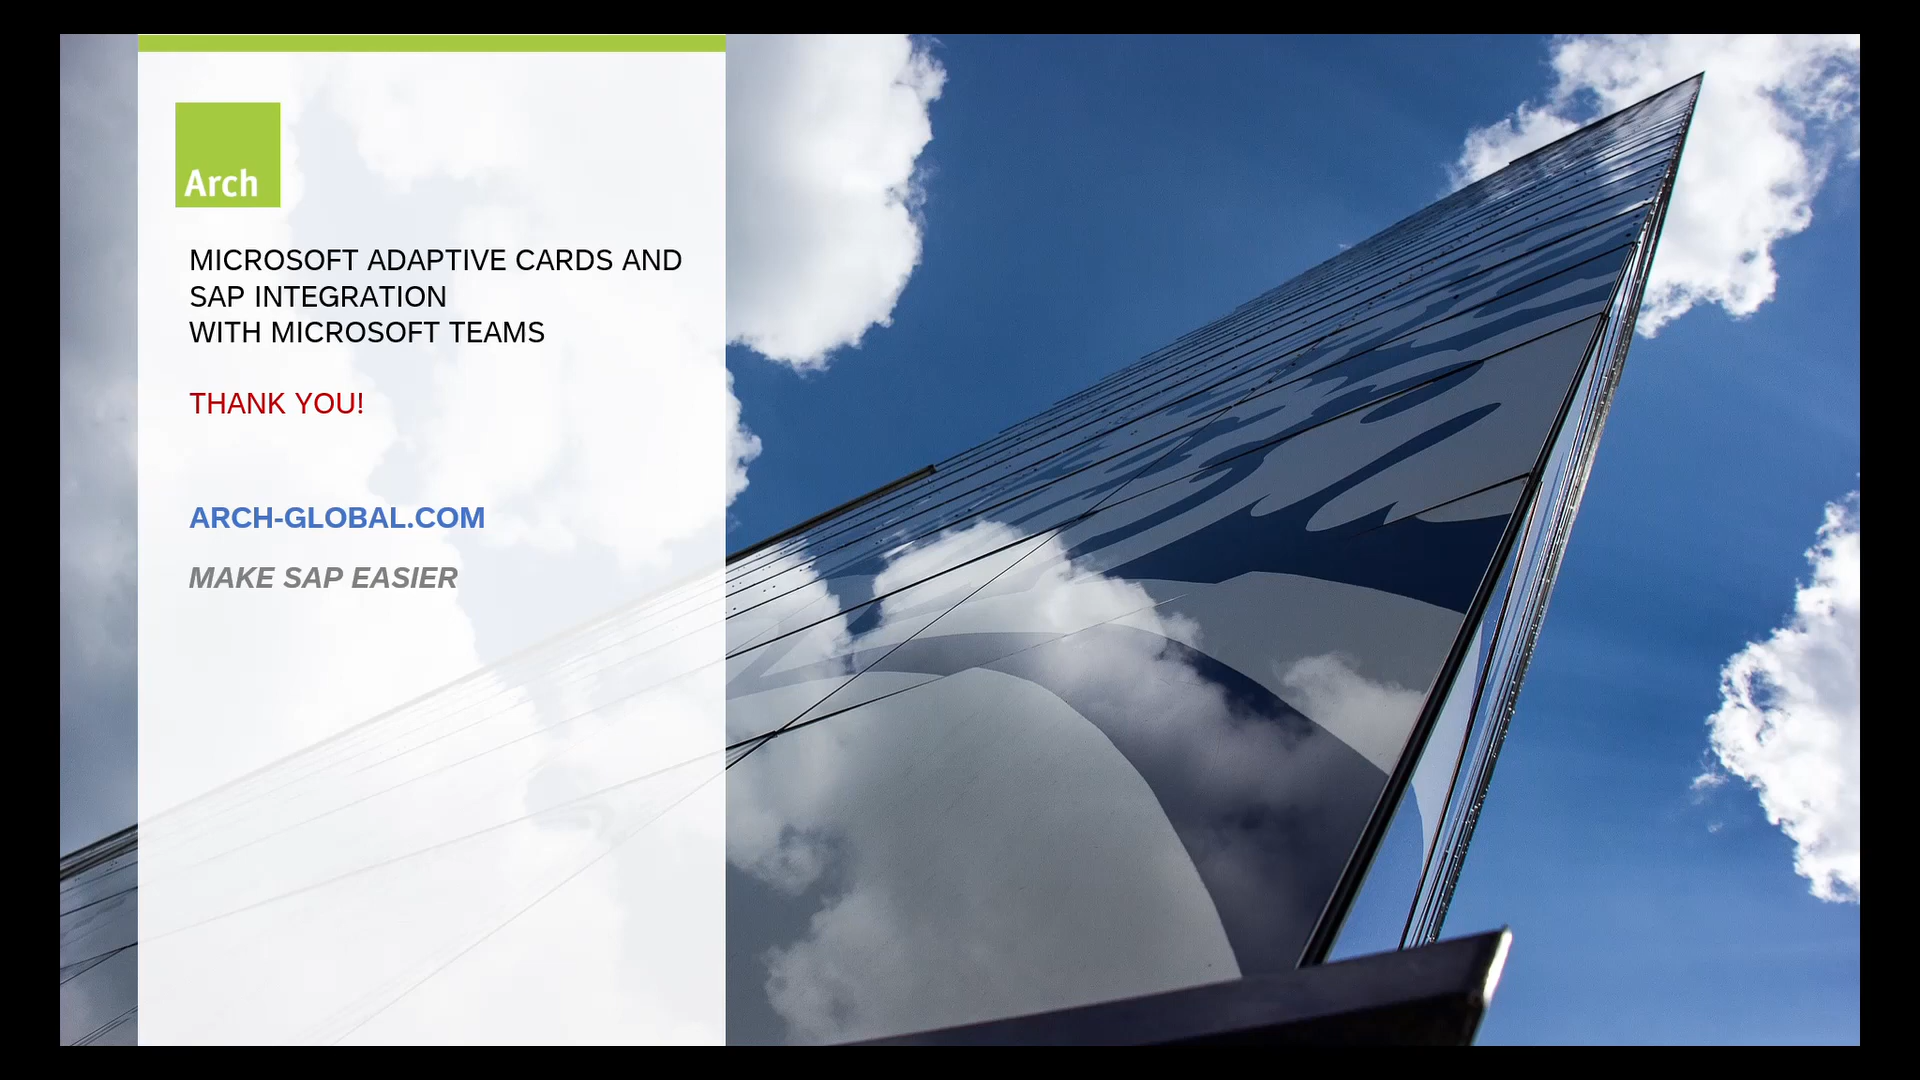 Arch
MICROSOFT ADAPTIVE CARDS AND
SAP INTEGRATION
WITH MICROSOFT TEAMS
THANK YOU!
ARCH-GLOBAL.COM
MAKE SAP EASIER